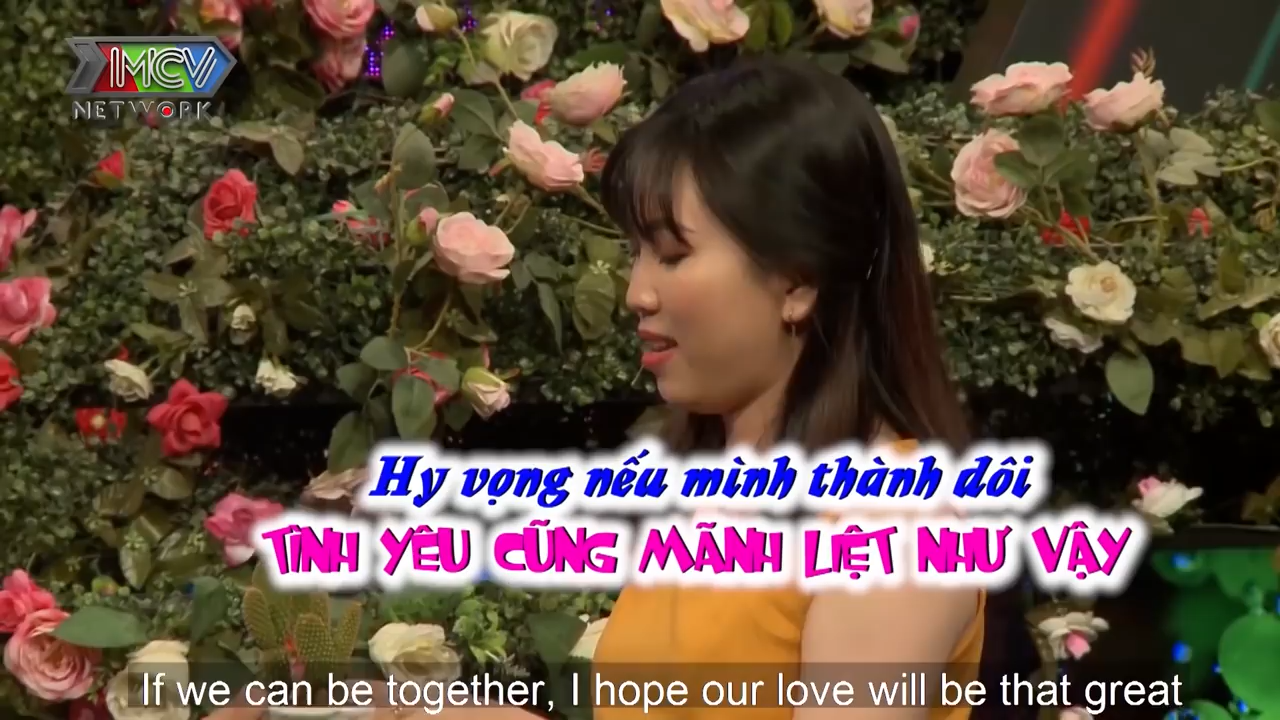 MCV
NETWORK
Hy vọng nếu mình thành đôi
TÌNH YÊU CŨNG MÃNH LIỆT NHƯ VẬY
If we can be together, I hope our love will be that great